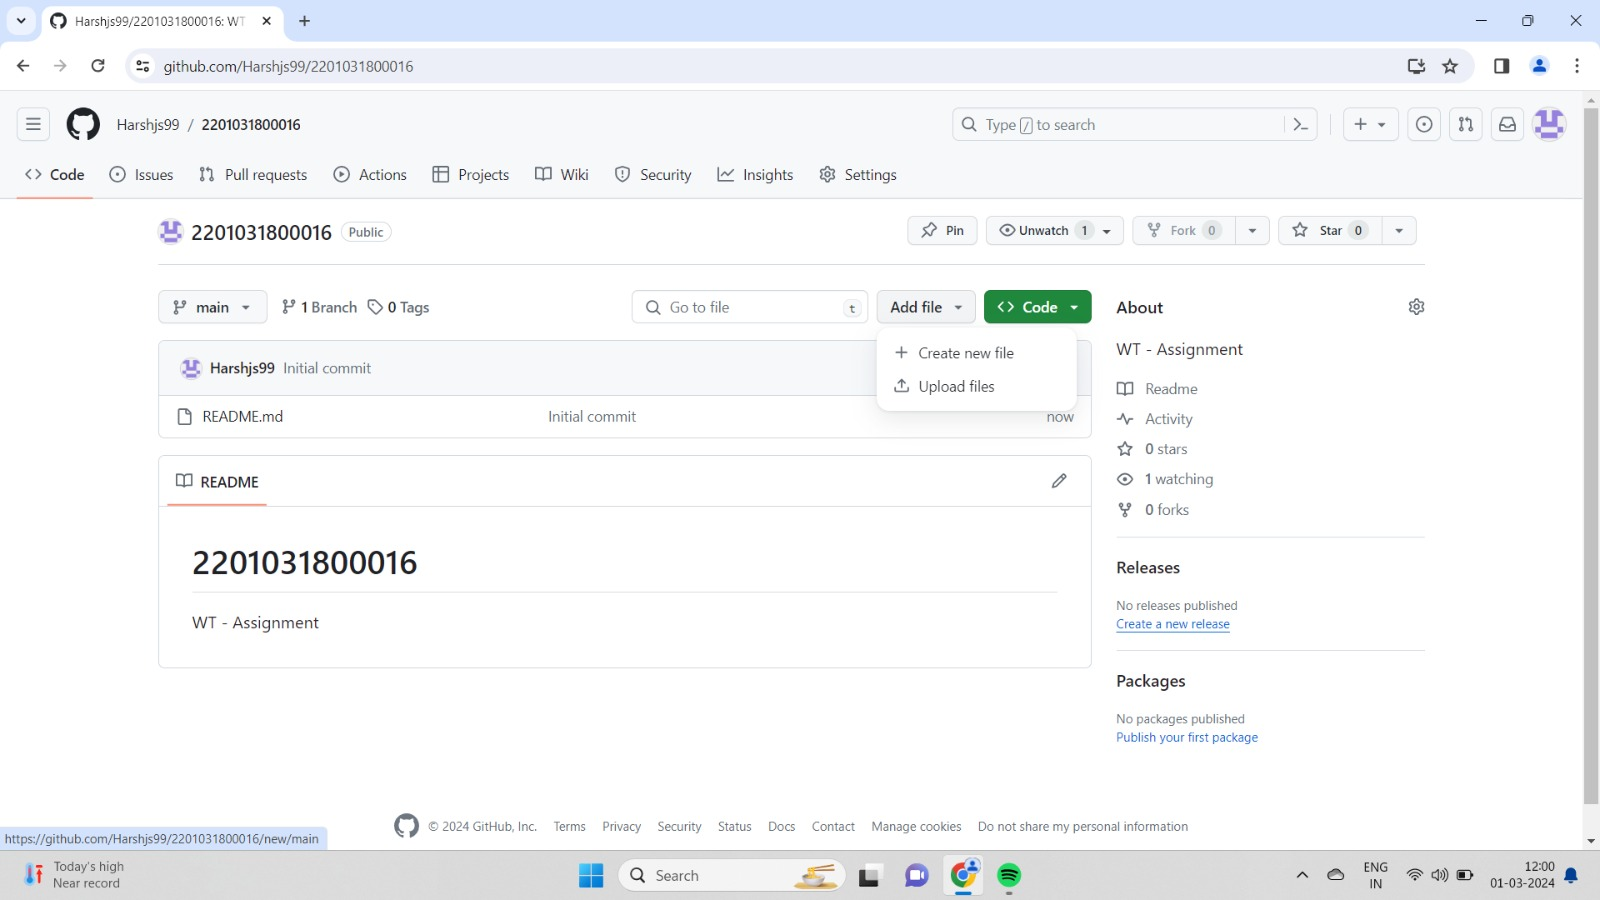 Harshjs99/2201031800016: WT
github.com/Harshjs99/2201031800016
Harshjs99 / 2201031800016
Type / to search
Code Issues Pull requests Actions Projects Wiki Security Insights Settings
2201031800016 Public
Pin Unwatch 1 Fork 0 Star 0
main 1 Branch 0 Tags Go to file t Add file Code
Create new file
Upload files
Harshjs99 Initial commit
README.md Initial commit now
README
2201031800016
WT - Assignment
About
WT - Assignment
Readme
Activity
0 stars
1 watching
0 forks
Releases
No releases published
Create a new release
Packages
No packages published
Publish your first package
© 2024 GitHub, Inc. Terms Privacy Security Status Docs Contact Manage cookies Do not share my personal information
https://github.com/Harshjs99/2201031800016/new/main
Today's high
Near record
Search
ENG
IN
12:00
01-03-2024